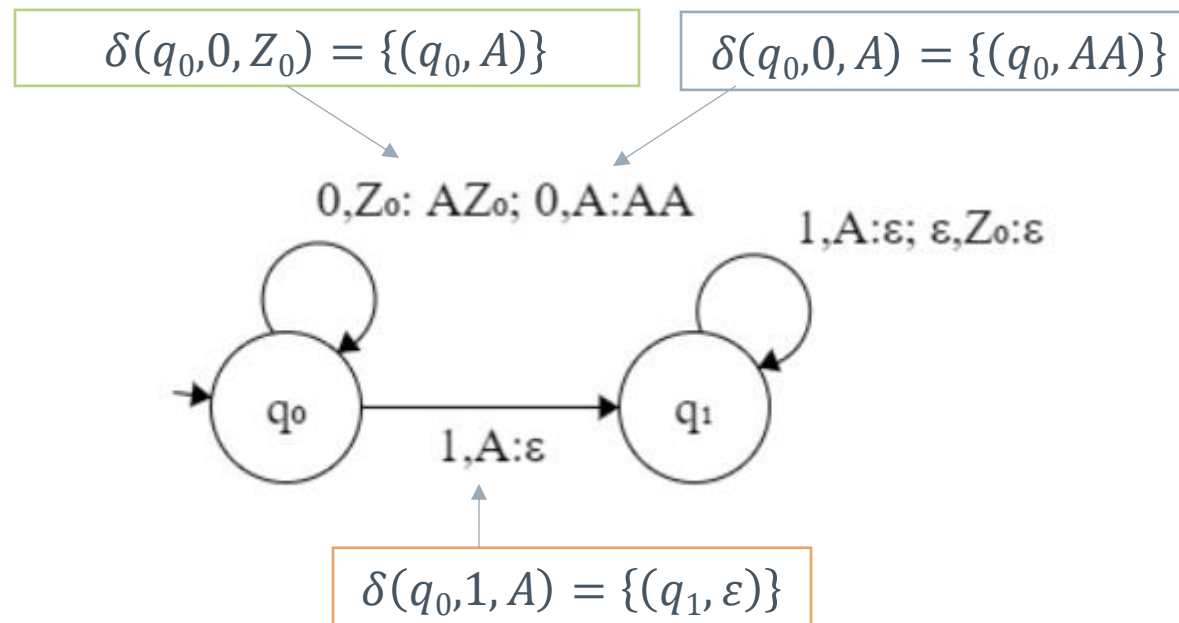 δ(q₀,0, Z₀) = {(q₀, A)}
δ(q₀,0, A) = {(q₀, AA)}
0,Z₀: AZ₀; 0,A:AA
1,A:ε; ε,Z₀:ε
q₀
q₁
1,A:ε
δ(q₀,1, A) = {(q₁, ε)}